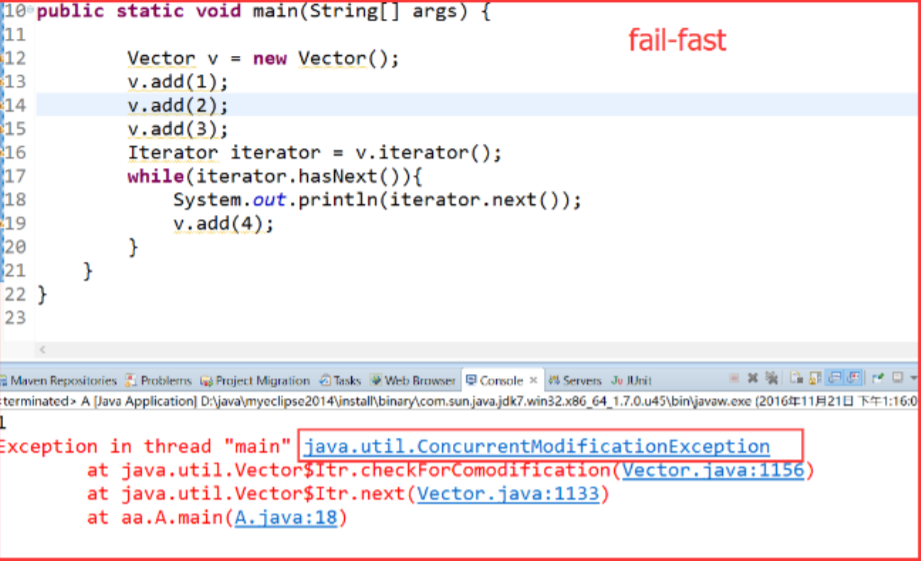 10 public static void main(String[] args) {
fail-fast
11
12 Vector v = new Vector();
13 v.add(1);
14 v.add(2);
15 v.add(3);
16 Iterator iterator = v.iterator();
17 while(iterator.hasNext()){
18 System.out.println(iterator.next());
19 v.add(4);
20 }
21 }
22 }
23
Maven Repositories Problems Project Migration Tasks Web Browser Console Servers JUnit
<terminated> A [Java Application] D:\java\myeclipse2014\install\binary\com.sun.java.jdk7.win32.x86_64_1.7.0.u45\bin\javaw.exe (2016年11月21日 下午1:16:0
1
Exception in thread "main" java.util.ConcurrentModificationException
at java.util.Vector$Itr.checkForComodification(Vector.java:1156)
at java.util.Vector$Itr.next(Vector.java:1133)
at aa.A.main(A.java:18)